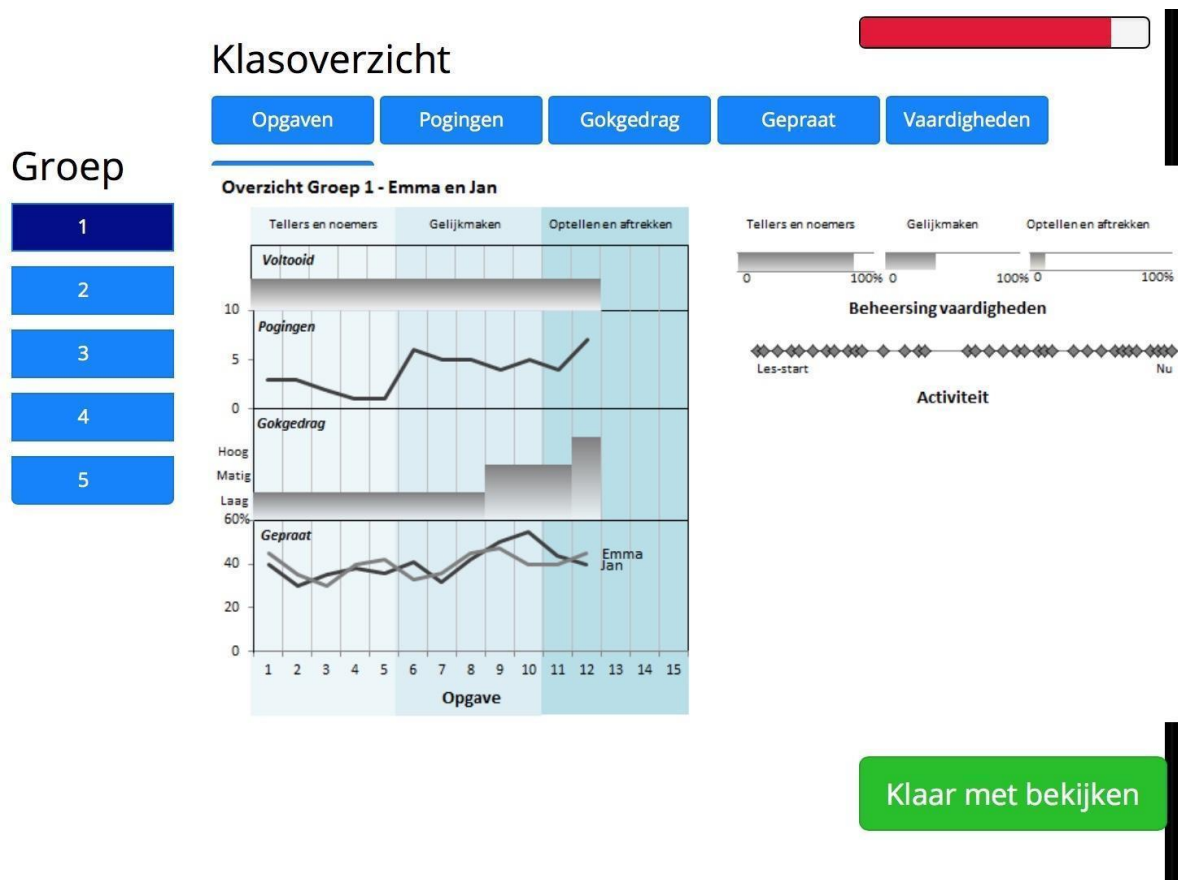 Klasoverzicht
Opgaven Pogingen Gokgedrag Gepraat Vaardigheden
Groep
1
2
3
4
5
Overzicht Groep 1 - Emma en Jan
Tellers en noemers Gelijkmaken Optellen en aftrekken
Voltooid
10
Pogingen
5
0
Gokgedrag
Hoog
Matig
Laag
60%
Gepraat
40
Emma
Jan
20
0
1 2 3 4 5 6 7 8 9 10 11 12 13 14 15
Opgave
Tellers en noemers Gelijkmaken Optellen en aftrekken
0 100% 0 100% 0 100%
Beheersing vaardigheden
Les-start Nu
Activiteit
Klaar met bekijken